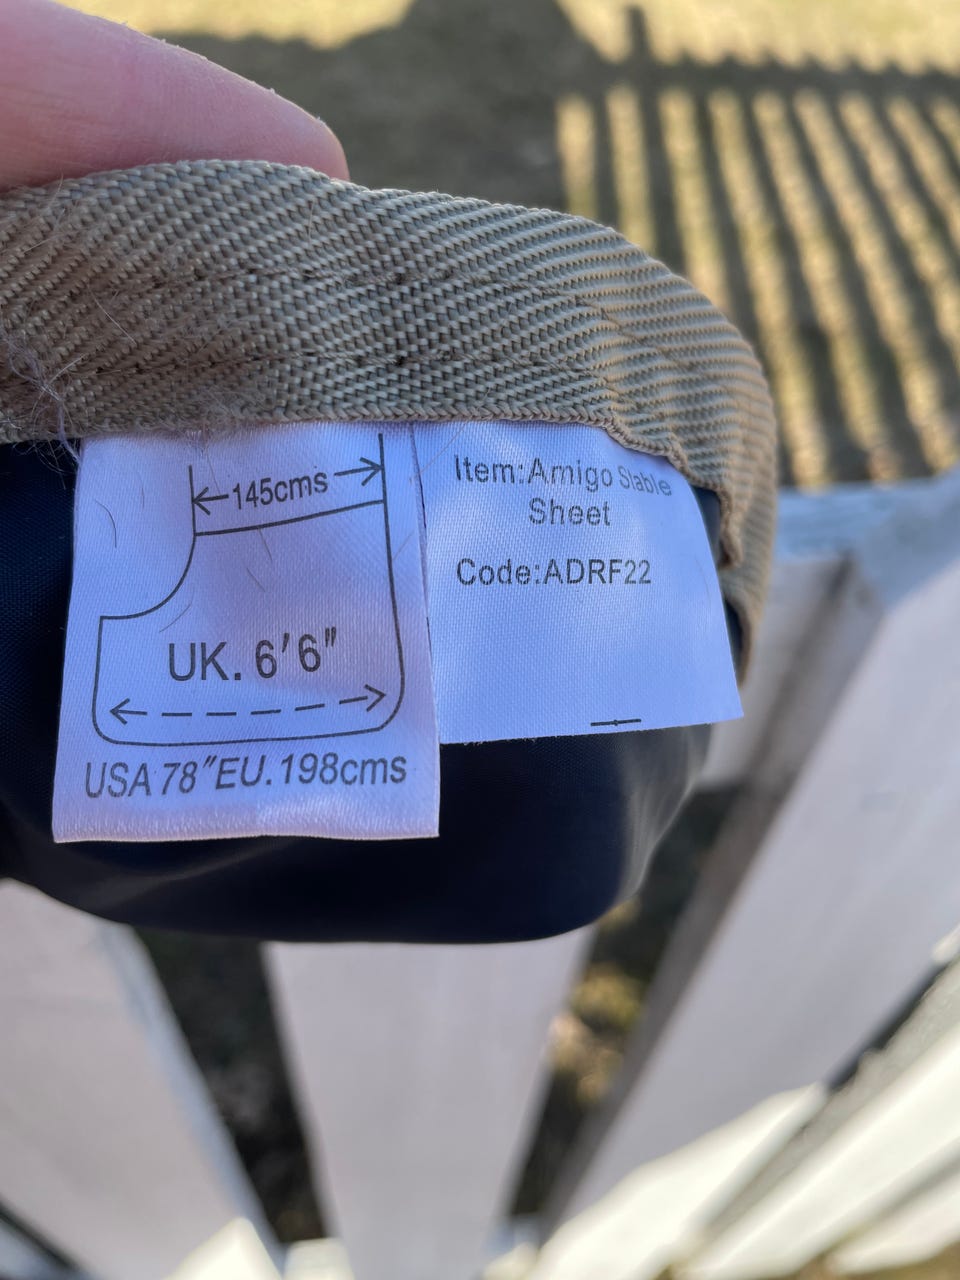 145cms
UK. 6'6"
USA 78"EU. 198cms
Item:Amigo Stable
Sheet
Code:ADRF22